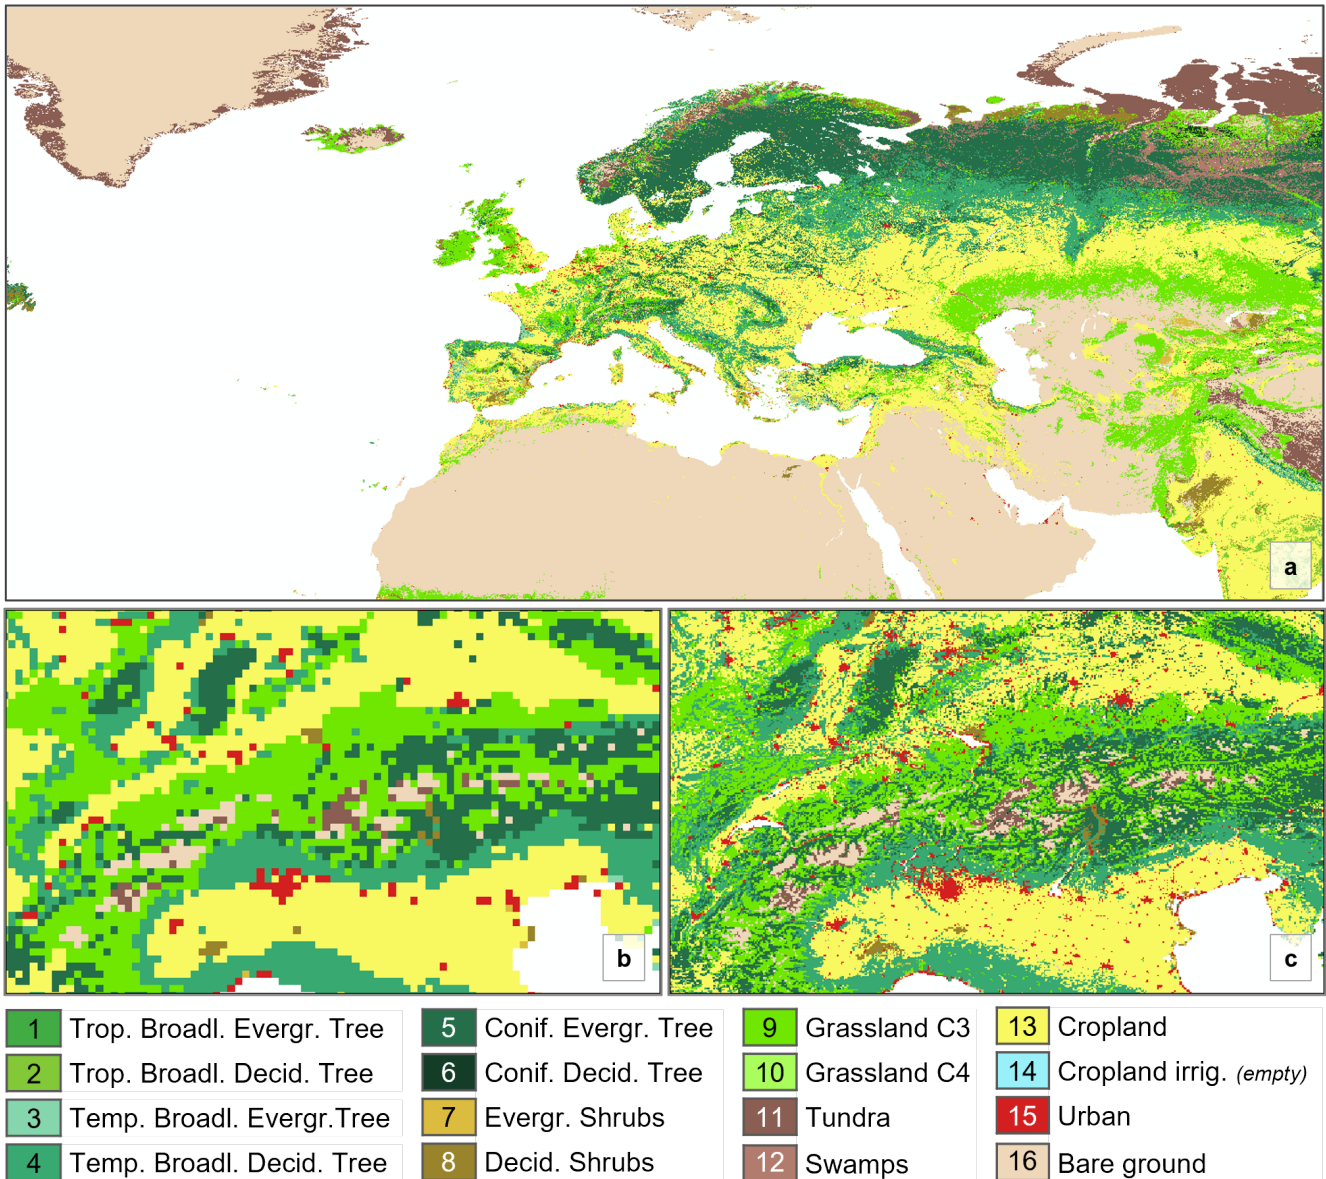 a
b
c
1 Trop. Broadl. Evergr. Tree
2 Trop. Broadl. Decid. Tree
3 Temp. Broadl. Evergr.Tree
4 Temp. Broadl. Decid. Tree
5 Conif. Evergr. Tree
6 Conif. Decid. Tree
7 Evergr. Shrubs
8 Decid. Shrubs
9 Grassland C3
10 Grassland C4
11 Tundra
12 Swamps
13 Cropland
14 Cropland irrig. (empty)
15 Urban
16 Bare ground